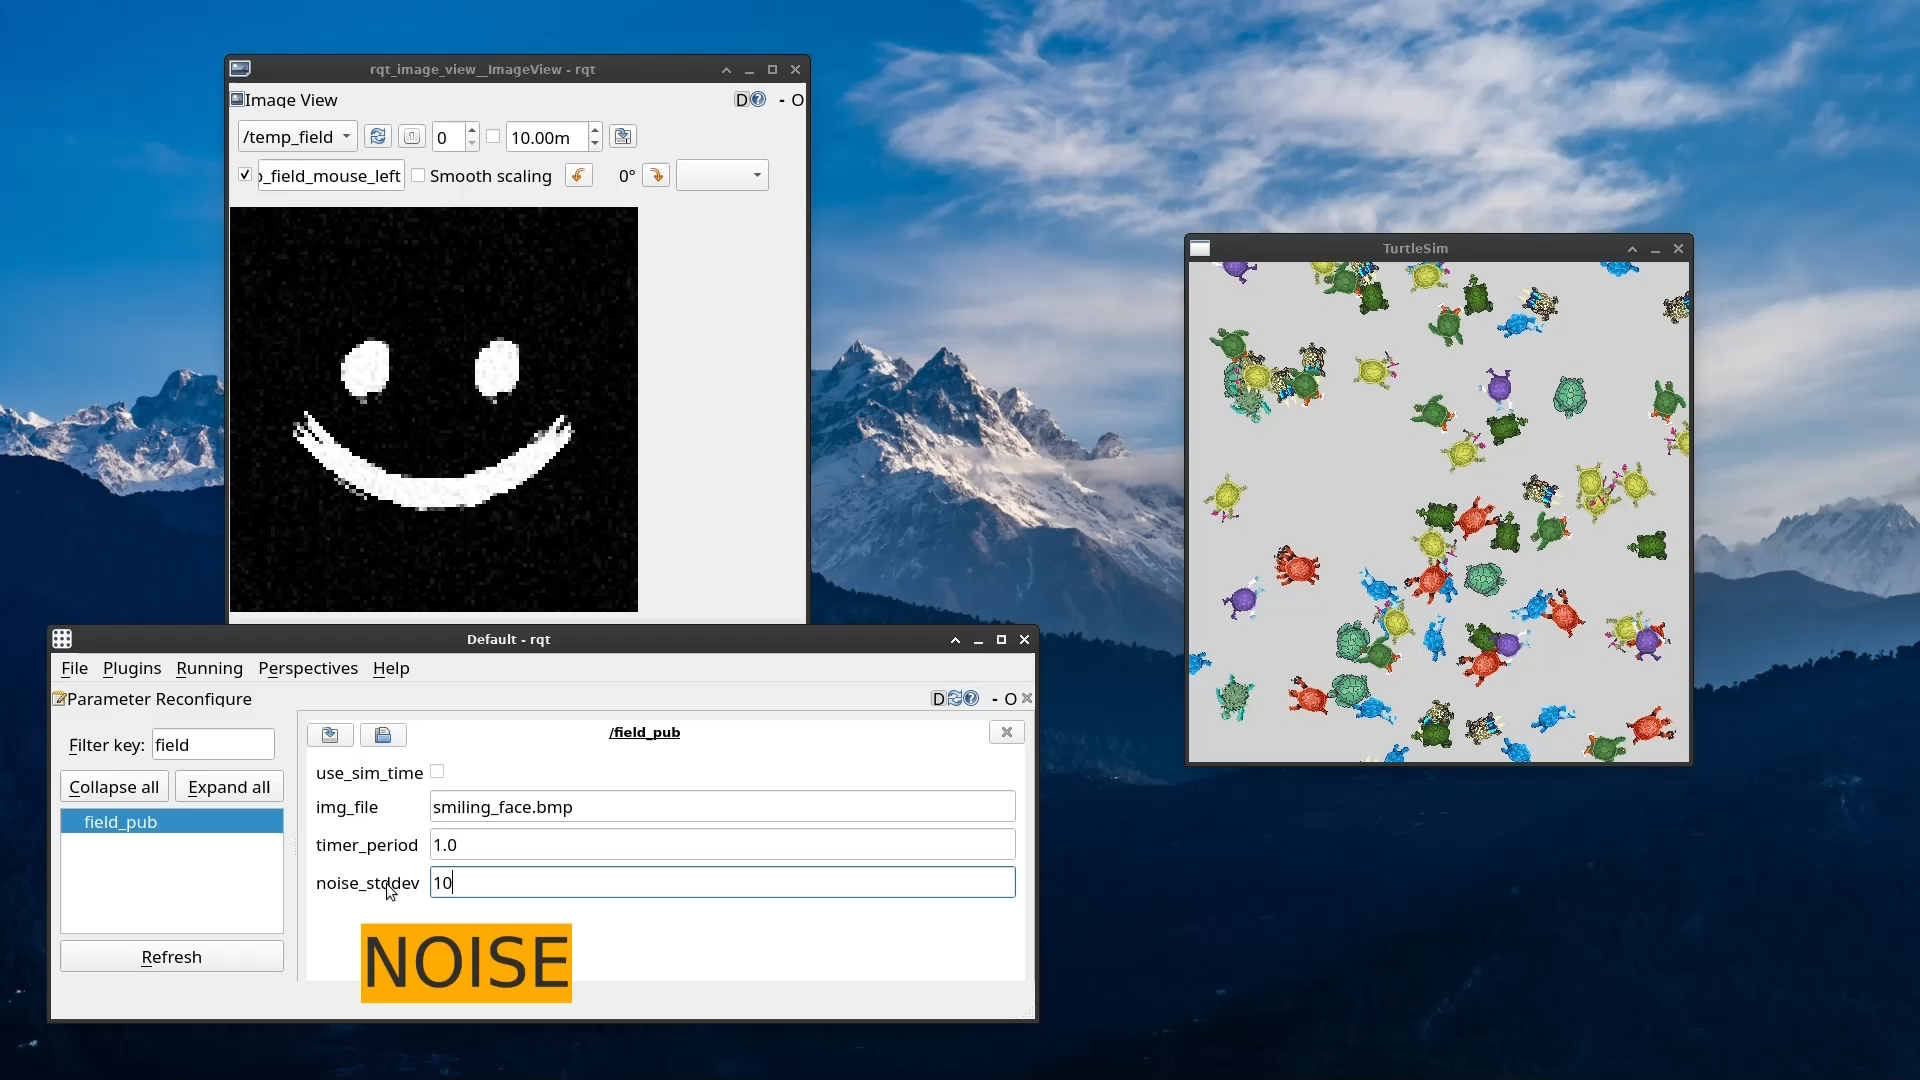 rqt_image_view__ImageView - rqt
Image View
D
- O
/temp_field
0
10.00m
_field_mouse_left
Smooth scaling
0°
TurtleSim
Default - rqt
File Plugins Running Perspectives Help
Parameter Reconfigure
D
- O
Filter key: field
Collapse all
Expand all
field_pub
Refresh
/field_pub
use_sim_time
img_file smiling_face.bmp
timer_period 1.0
noise_stddev 10
NOISE